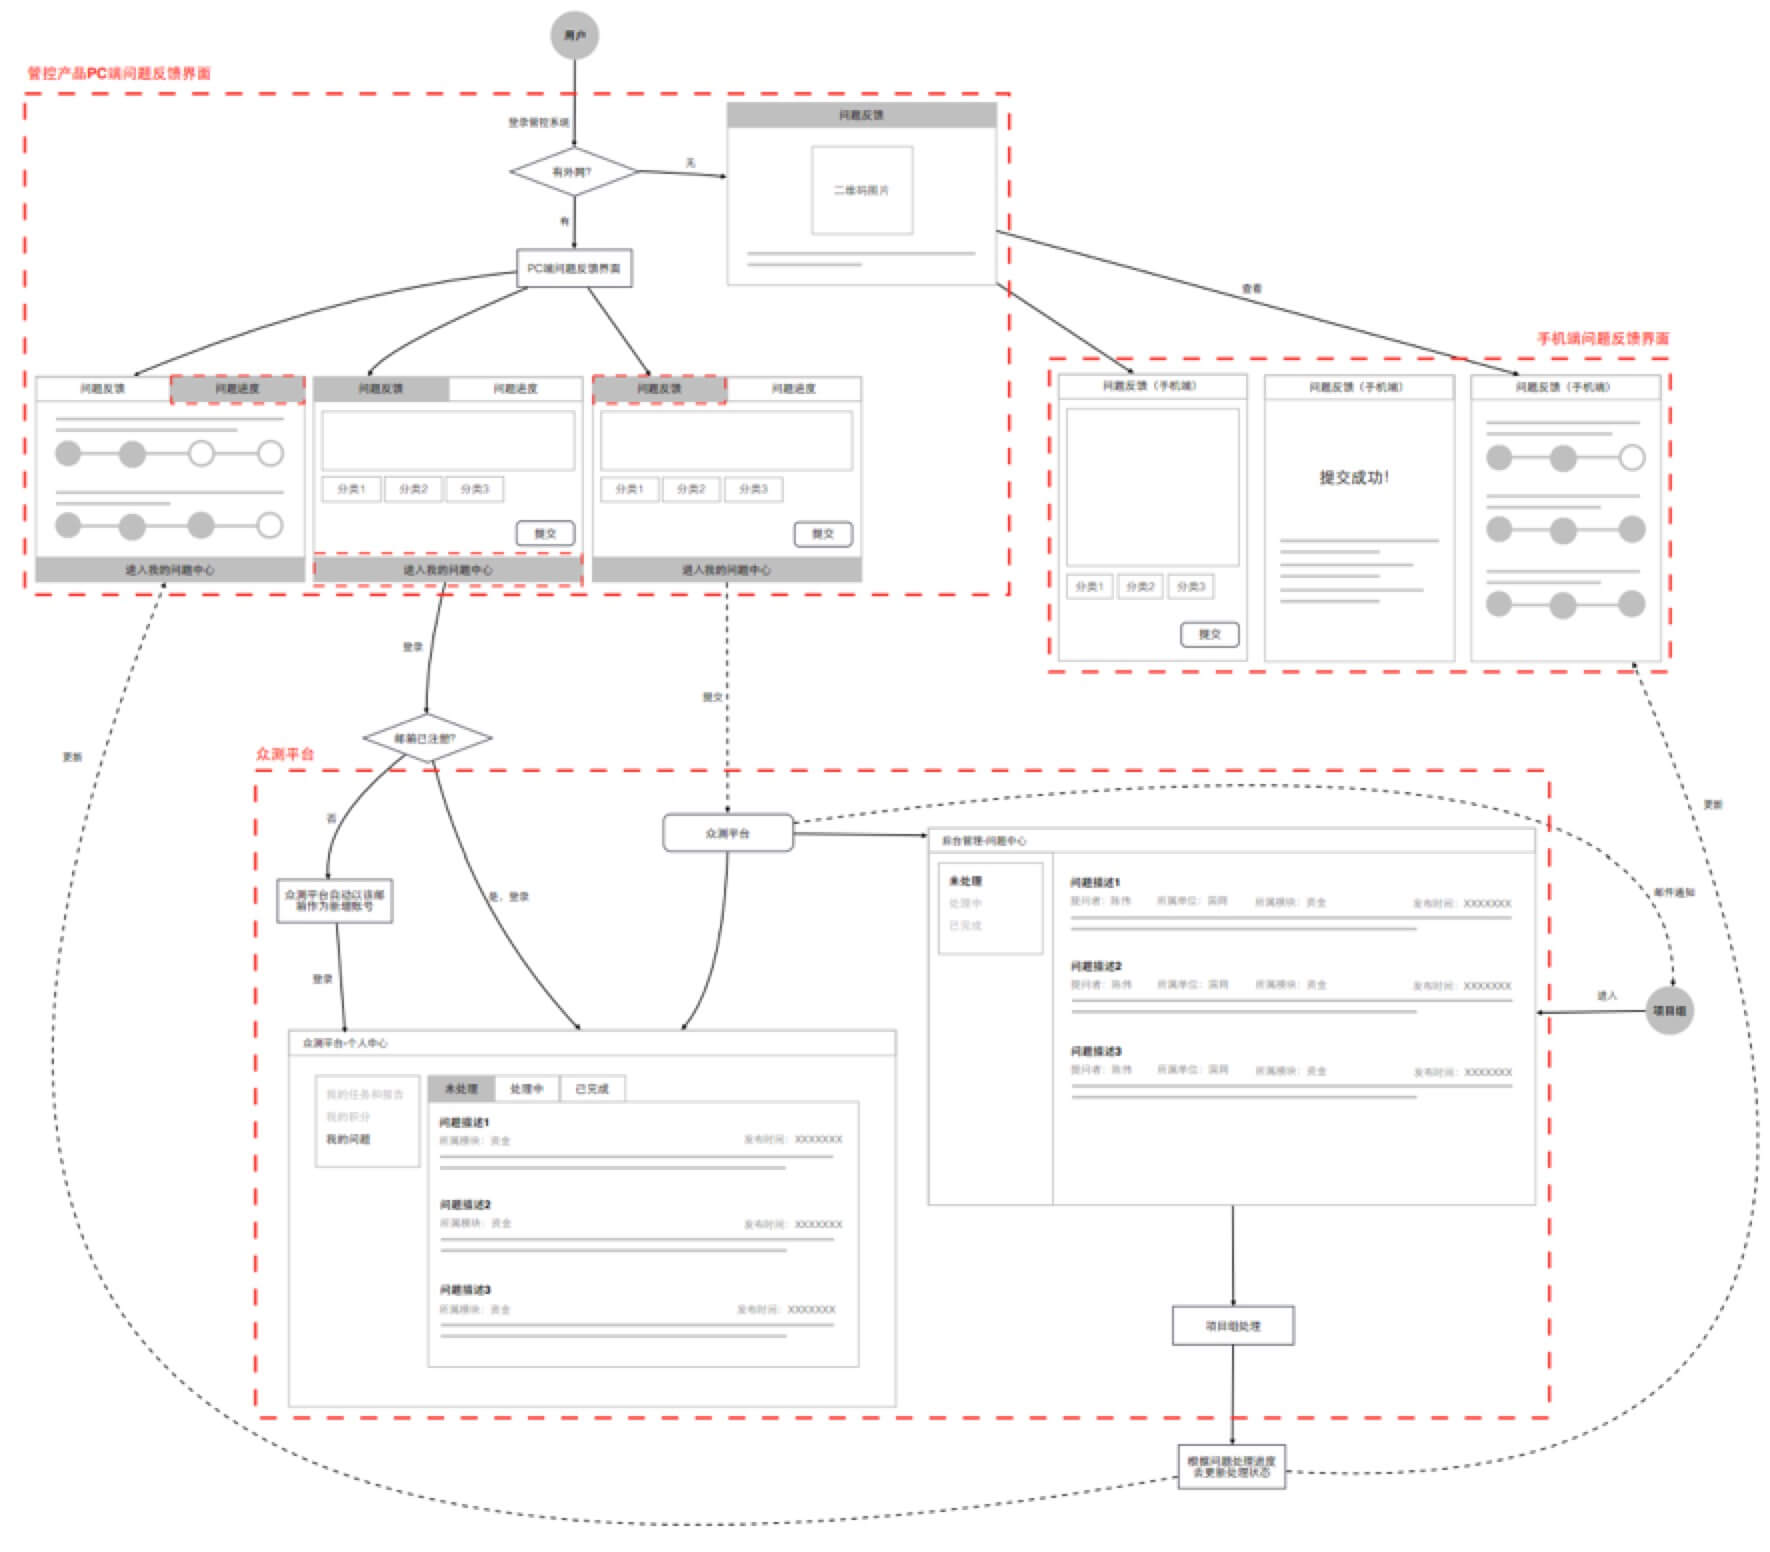 用户
管控产品PC端问题反馈界面
登录管控系统
问题反馈
有外网?
无
二维码图片
有
PC端问题反馈界面
查看
手机端问题反馈界面
问题反馈
问题进度
问题反馈
问题进度
问题反馈
问题进度
问题反馈（手机端）
问题反馈（手机端）
问题反馈（手机端）
分类1
分类2
分类3
分类1
分类2
分类3
提交成功!
提交
提交
进入我的问题中心
进入我的问题中心
进入我的问题中心
分类1
分类2
分类3
提交
登录
提交
邮箱已注册?
更新
众测平台
更新
否
众测平台
后台管理-问题中心
未处理
处理中
已完成
问题描述1
提问者：陈伟
所属单位：国网
所属模块：资金
发布时间：XXXXXXX
邮件通知
众测平台自动以该邮
箱作为新增账号
是，登录
问题描述2
提问者：陈伟
所属单位：国网
所属模块：资金
发布时间：XXXXXXX
登录
进入
项目组
问题描述3
提问者：陈伟
所属单位：国网
所属模块：资金
发布时间：XXXXXXX
众测平台-个人中心
我的任务和报告
我的积分
我的问题
未处理
处理中
已完成
问题描述1
所属模块：资金
发布时间：XXXXXXX
问题描述2
所属模块：资金
发布时间：XXXXXXX
问题描述3
所属模块：资金
发布时间：XXXXXXX
项目组处理
根据问题处理进度
去更新处理状态